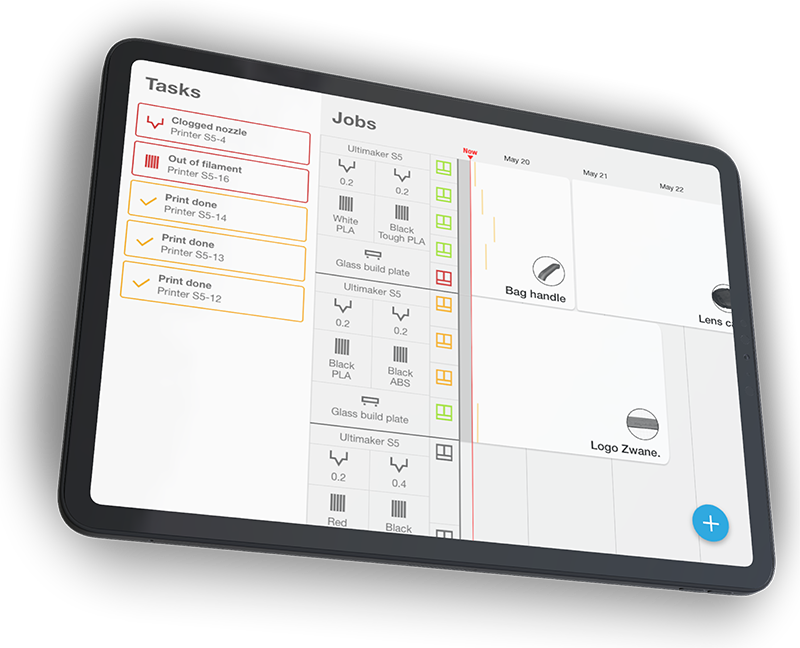 Tasks
Clogged nozzle
Printer S5-4
Out of filament
Printer S5-16
Print done
Printer S5-14
Print done
Printer S5-13
Print done
Printer S5-12
Jobs
Now
May 20
May 21
May 22
Ultimaker S5
0.2
0.2
White
PLA
Black
Tough PLA
Glass build plate
Ultimaker S5
0.2
0.2
Black
PLA
Black
ABS
Glass build plate
Ultimaker S5
0.2
0.4
Red
Black
Bag handle
Lens c
Logo Zwane.